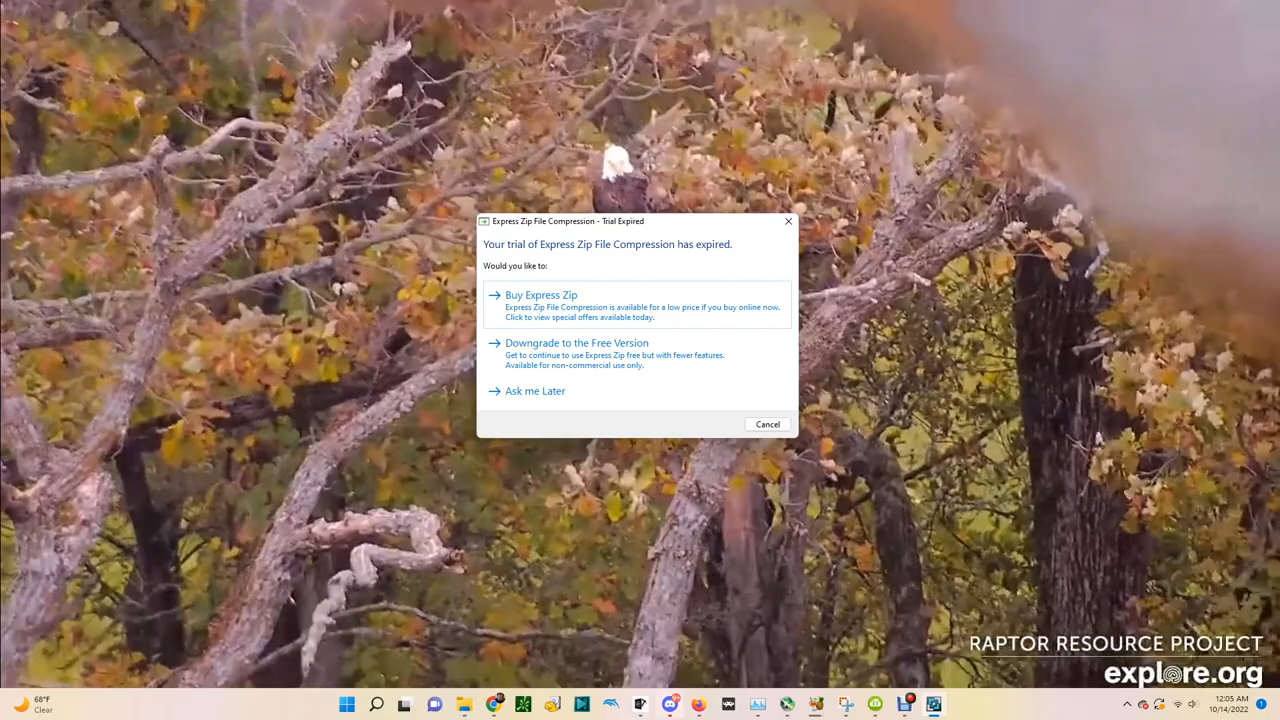 Express Zip File Compression - Trial Expired
Your trial of Express Zip File Compression has expired.
Would you like to:
Buy Express Zip
Express Zip File Compression is available for a low price if you buy online now.
Click to view special offers available today.
Downgrade to the Free Version
Get to continue to use Express Zip free but with fewer features.
Available for non-commercial use only.
Ask me Later
Cancel
RAPTOR RESOURCE PROJECT
explore.org
68°F
Clear
9+
12:05 AM
10/14/2022
1